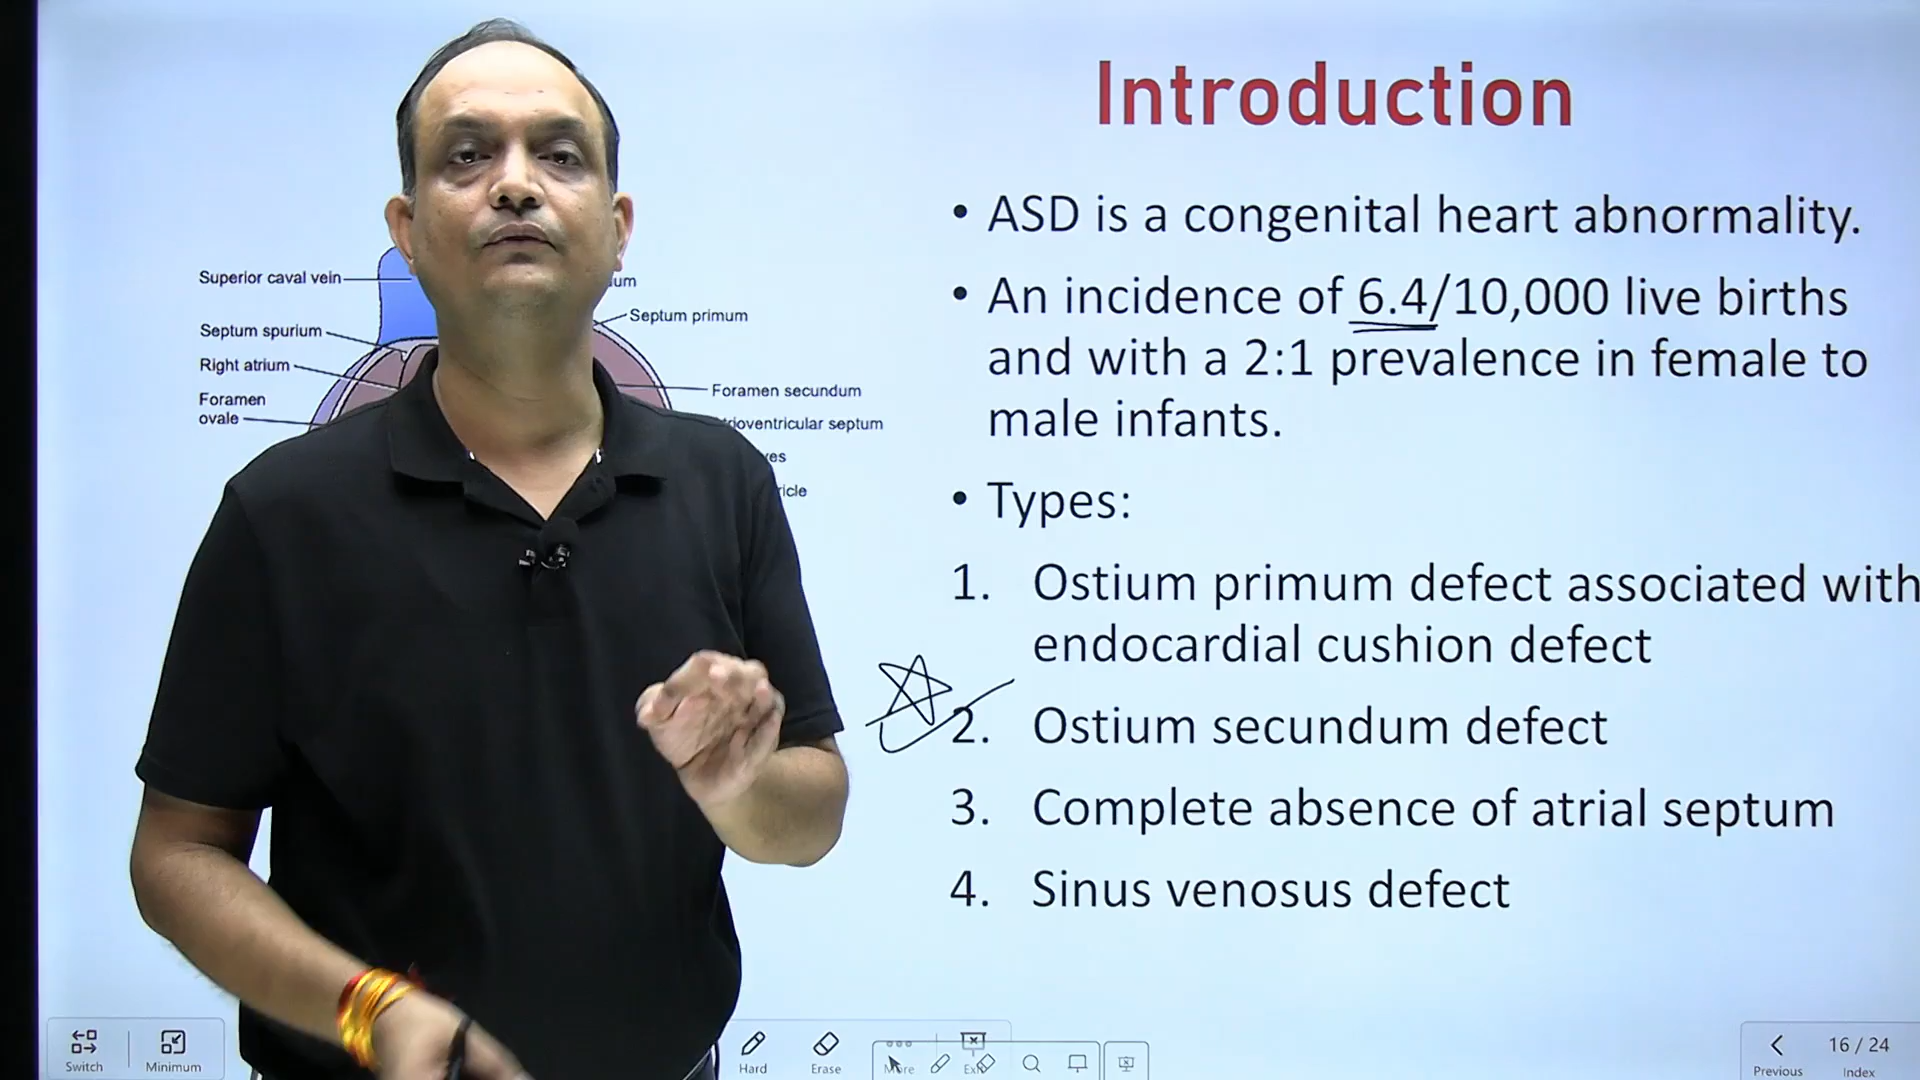 Introduction
• ASD is a congenital heart abnormality.
• An incidence of 6.4/10,000 live births
and with a 2:1 prevalence in female to
male infants.
• Types:
1. Ostium primum defect associated with
endocardial cushion defect
2. Ostium secundum defect
3. Complete absence of atrial septum
4. Sinus venosus defect
Superior caval vein
Septum spurium
Right atrium
Foramen
ovale
Septum primum
Foramen secundum
septum
Switch
Minimum
Hard
Erase
More
Previous
16 / 24
Index